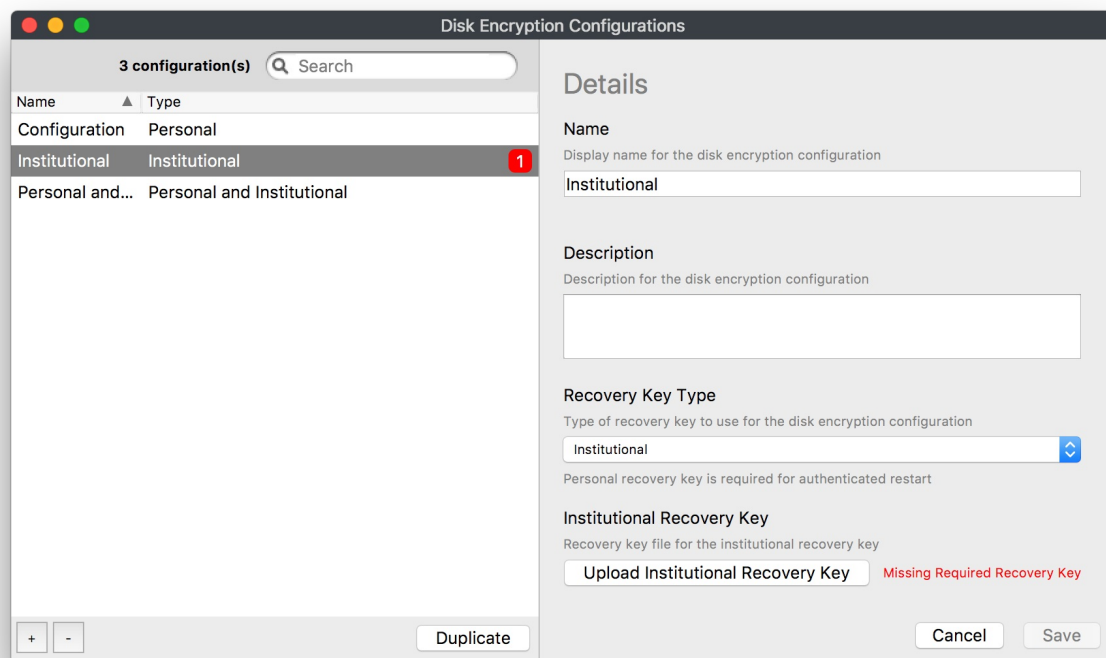 Disk Encryption Configurations
3 configuration(s) Search
Name Type
Configuration Personal
Institutional Institutional 1
Personal and... Personal and Institutional
+ - Duplicate
Details
Name
Display name for the disk encryption configuration
Institutional
Description
Description for the disk encryption configuration
Recovery Key Type
Type of recovery key to use for the disk encryption configuration
Institutional
Personal recovery key is required for authenticated restart
Institutional Recovery Key
Recovery key file for the institutional recovery key
Upload Institutional Recovery Key Missing Required Recovery Key
Cancel Save